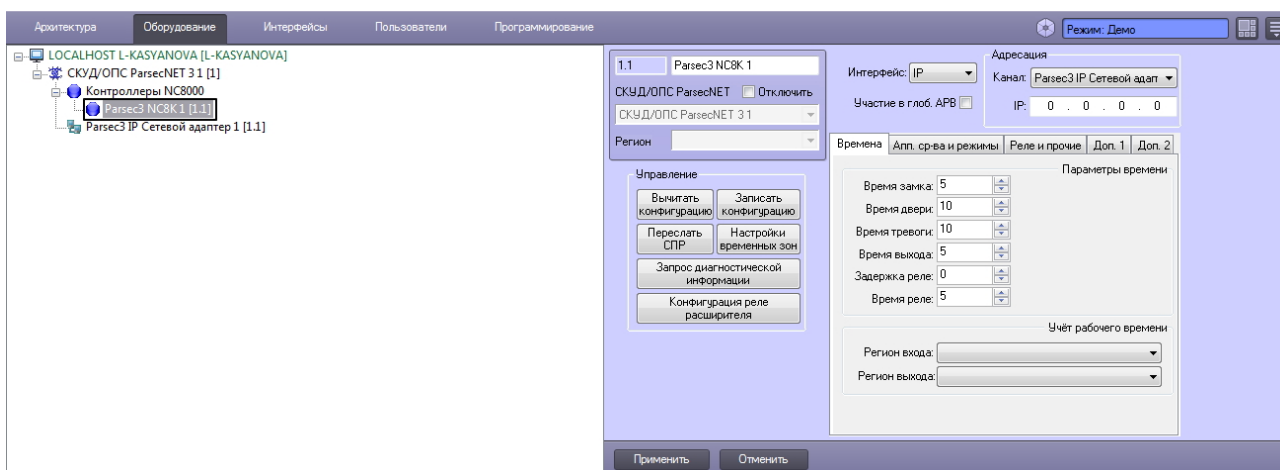 Архитектура Оборудование Интерфейсы Пользователи Программирование Режим: Демо
LOCALHOST L-KASYANOVA [L-KASYANOVA]
СКУД/ОПС ParsecNET 3 1 [1]
Контроллеры NC8000
Parsec3 NC8K 1 [1.1]
Parsec3 IP Сетевой адаптер 1 [1.1]
1.1 Parsec3 NC8K 1
СКУД/ОПС ParsecNET Отключить
СКУД/ОПС ParsecNET 3 1
Регион
Управление
Вычитать конфигурацию
Записать конфигурацию
Переслать СПР
Настройки временных зон
Запрос диагностической информации
Конфигурация реле расширителя
Интерфейс: IP
Участие в глоб. APB
Адресация
Канал: Parsec3 IP Сетевой адап
IP: 0 . 0 . 0 . 0
Времена Апп. ср-ва и режимы Реле и прочие Доп. 1 Доп. 2
Параметры времени
Время замка: 5
Время двери: 10
Время тревоги: 10
Время выхода: 5
Задержка реле: 0
Время реле: 5
Учёт рабочего времени
Регион входа:
Регион выхода:
Применить Отменить